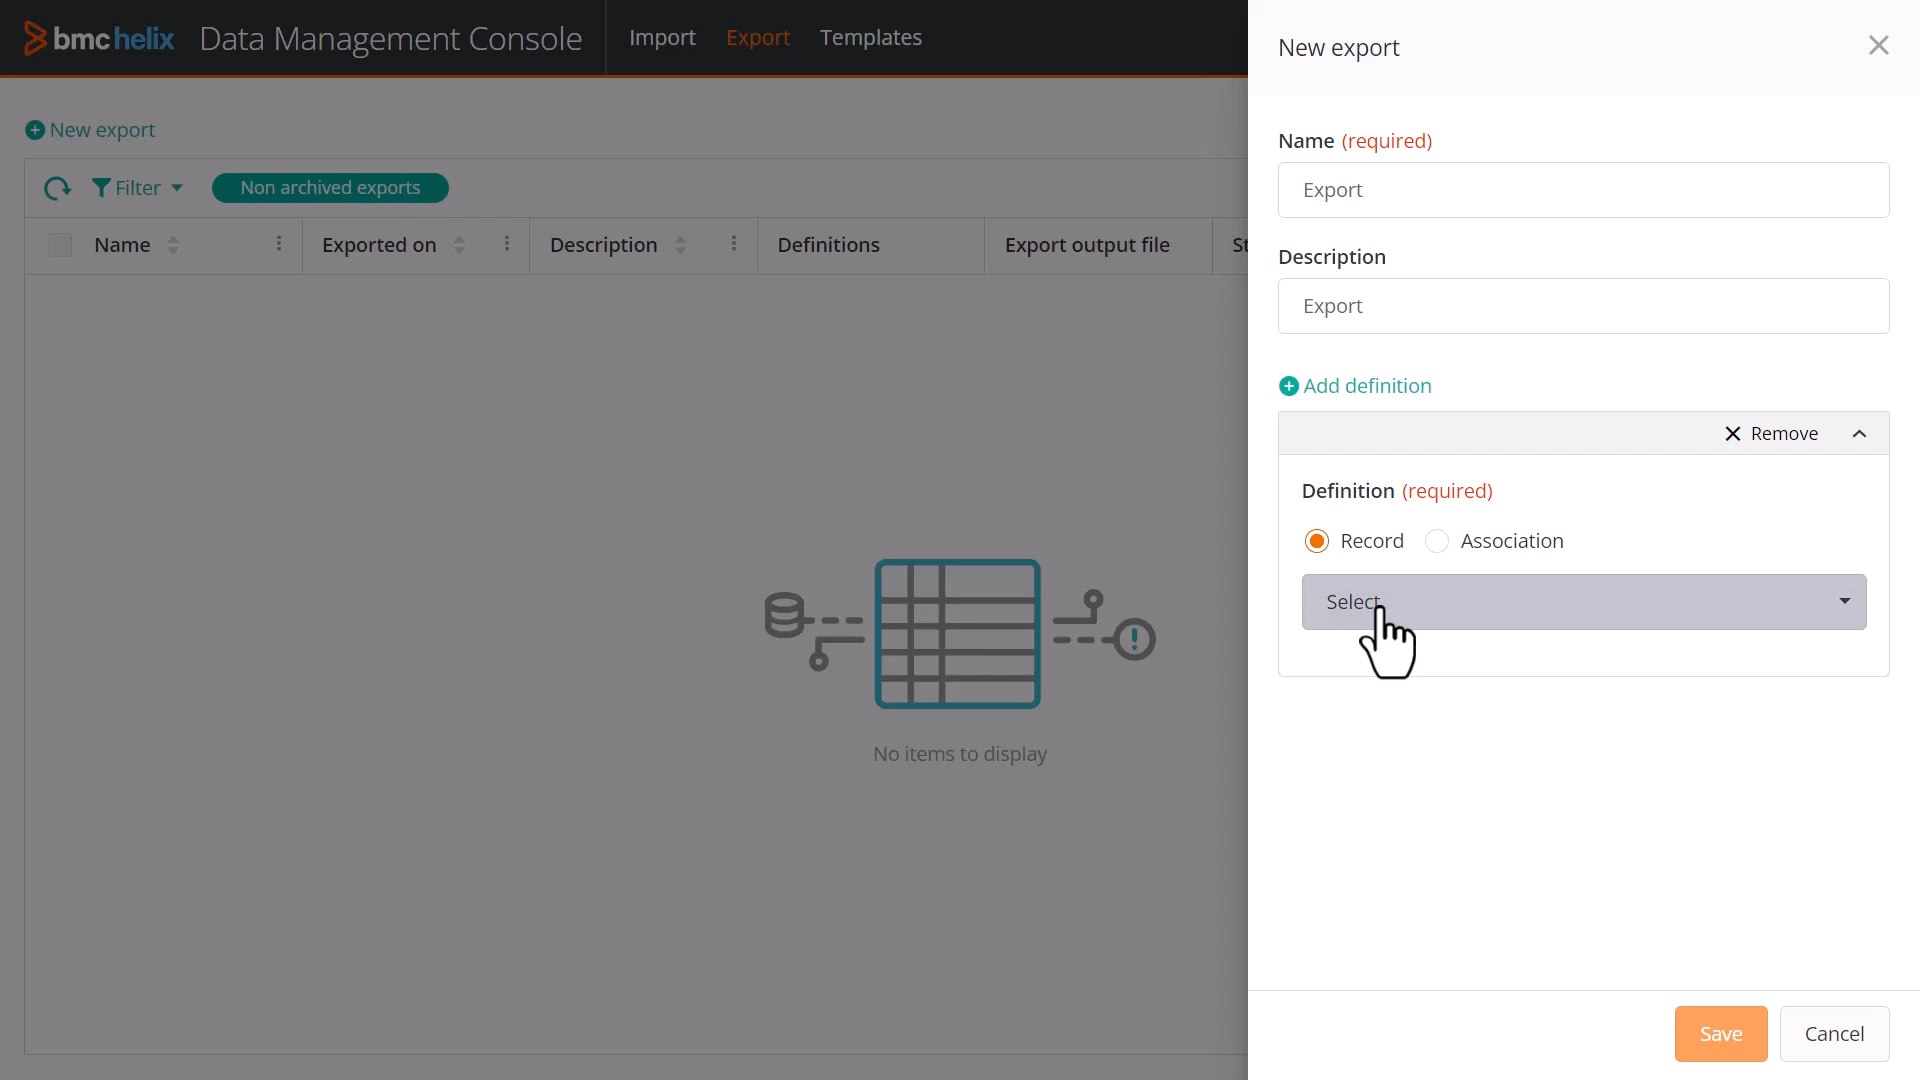 bmc helix Data Management Console Import Export Templates
New export
Filter Non archived exports
Name Exported on Description Definitions Export output file St
No items to display
New export
Name (required)
Export
Description
Export
Add definition
Remove
Definition (required)
Record Association
Select
Save Cancel